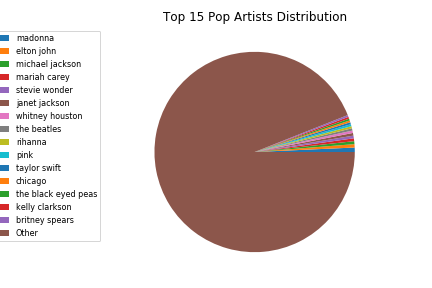 Top 15 Pop Artists Distribution
madonna
elton john
michael jackson
mariah carey
stevie wonder
janet jackson
whitney houston
the beatles
rihanna
pink
taylor swift
chicago
the black eyed peas
kelly clarkson
britney spears
Other